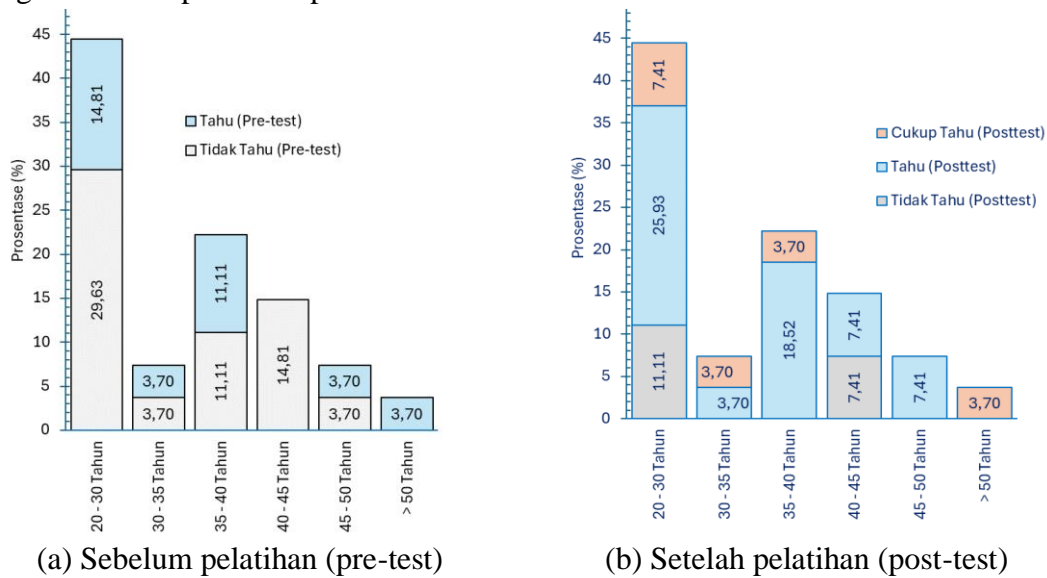 45
40
35
30
25
20
15
10
5
0
Prosentase (%)
Tahu (Pre-test)
Tidak Tahu (Pre-test)
14,81
29,63
3,70
3,70
11,11
11,11
14,81
3,70
3,70
3,70
20 - 30 Tahun
30 - 35 Tahun
35 - 40 Tahun
40 - 45 Tahun
45 - 50 Tahun
> 50 Tahun
(a) Sebelum pelatihan (pre-test)
45
40
35
30
25
20
15
10
5
0
Prosentase (%)
Cukup Tahu (Posttest)
Tahu (Posttest)
Tidak Tahu (Posttest)
7,41
25,93
11,11
3,70
3,70
3,70
18,52
7,41
7,41
7,41
3,70
20 - 30 Tahun
30 - 35 Tahun
35 - 40 Tahun
40 - 45 Tahun
45 - 50 Tahun
> 50 Tahun
(b) Setelah pelatihan (post-test)